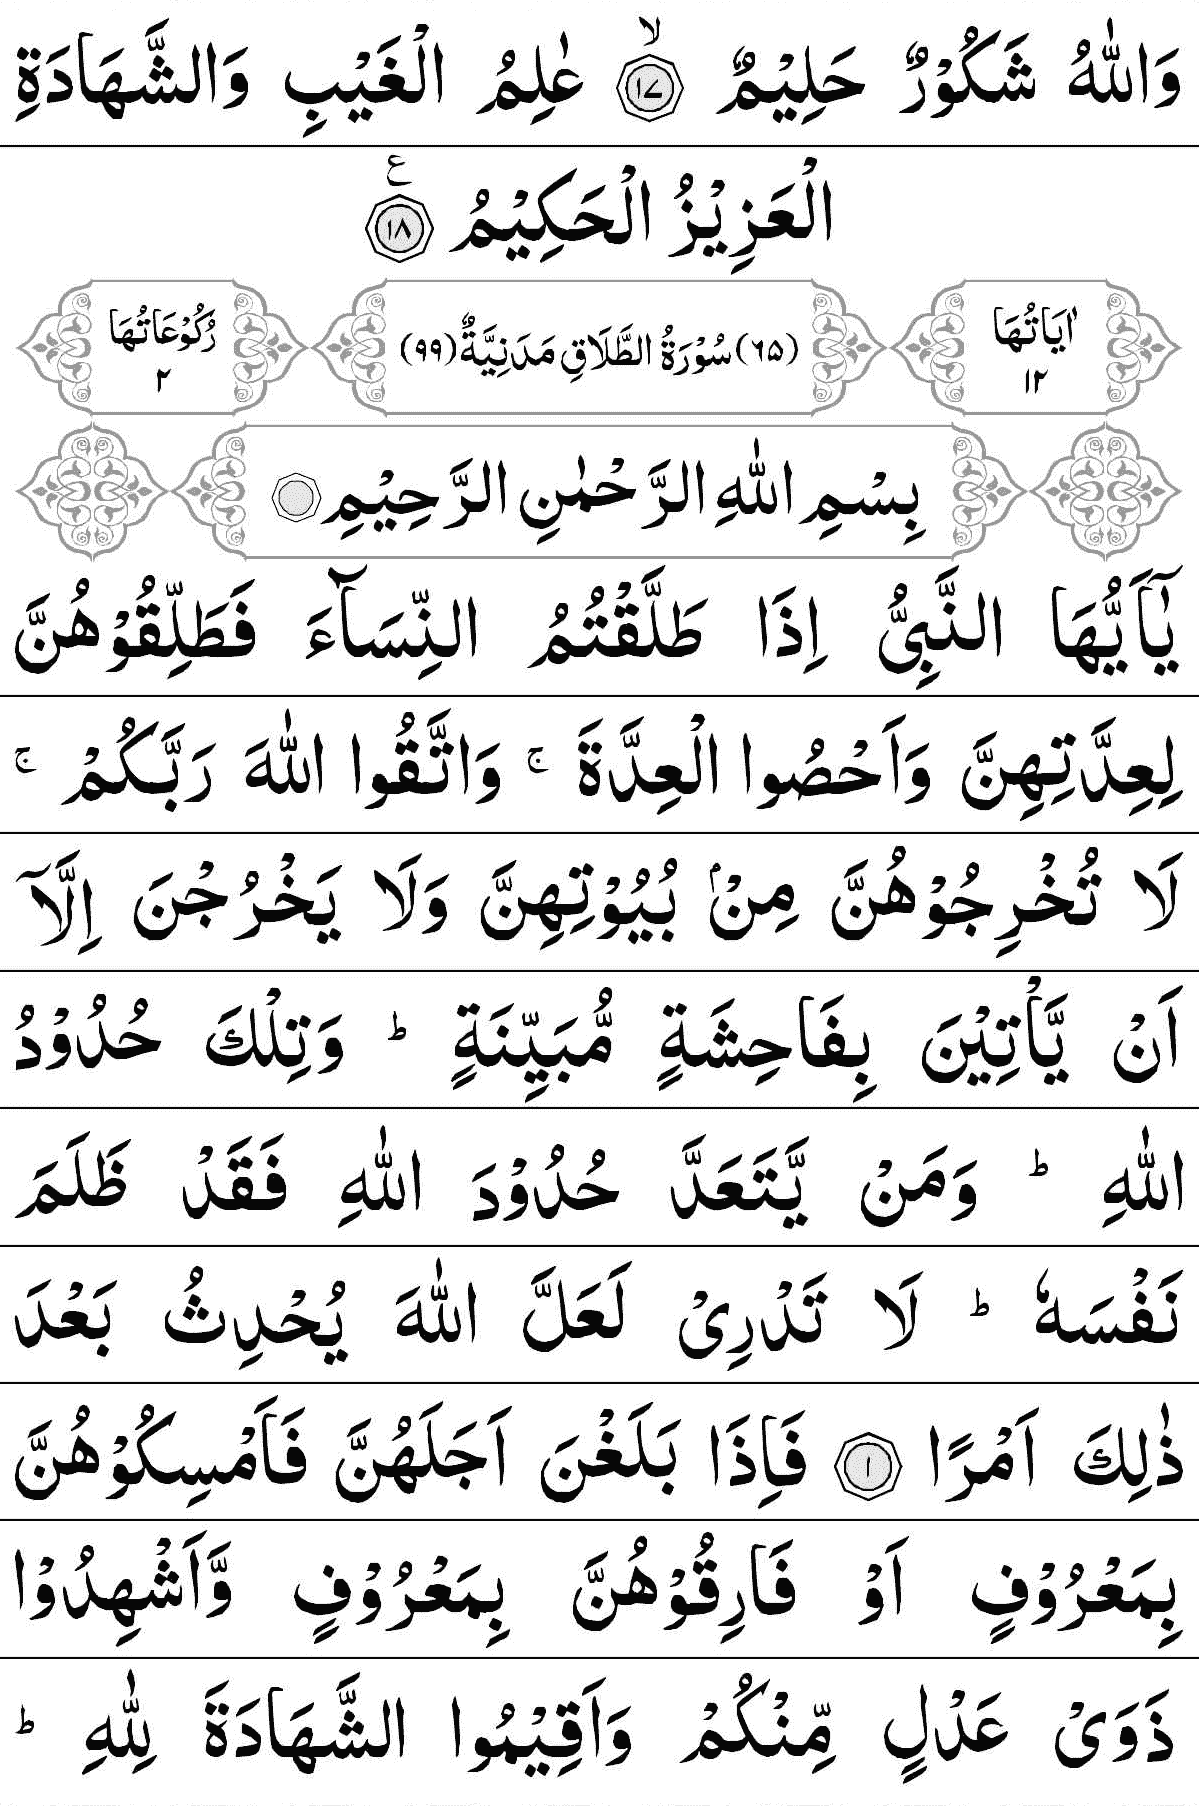 وَاللّٰهُ شَكُوْرٌ حَلِيْمٌ ۙ ﴿۱۷﴾ عٰلِمُ الْغَيْبِ وَالشَّهَادَةِ
الْعَزِيْزُ الْحَكِيْمُ ﴿۱۸﴾ ع
اٰيَاتُهَا ۱۲ (۶۵) سُوْرَةُ الطَّلَاقِ مَدَنِيَّةٌ (۹۹) رُكُوْعَاتُهَا ۲
بِسْمِ اللّٰهِ الرَّحْمٰنِ الرَّحِيْمِ
يٰۤاَيُّهَا النَّبِىُّ اِذَا طَلَّقْتُمُ النِّسَآءَ فَطَلِّقُوْهُنَّ
لِعِدَّتِهِنَّ وَاَحْصُوا الْعِدَّةَ ۚ وَاتَّقُوا اللّٰهَ رَبَّكُمْ ۚ
لَا تُخْرِجُوْهُنَّ مِنْۢ بُيُوْتِهِنَّ وَلَا يَخْرُجْنَ اِلَّاۤ
اَنْ يَّاْتِيْنَ بِفَاحِشَةٍ مُّبَيِّنَةٍ ؕ وَتِلْكَ حُدُوْدُ
اللّٰهِ ؕ وَمَنْ يَّتَعَدَّ حُدُوْدَ اللّٰهِ فَقَدْ ظَلَمَ
نَفْسَهٗ ؕ لَا تَدْرِىْ لَعَلَّ اللّٰهَ يُحْدِثُ بَعْدَ
ذٰلِكَ اَمْرًا ﴿۱﴾ فَاِذَا بَلَغْنَ اَجَلَهُنَّ فَاَمْسِكُوْهُنَّ
بِمَعْرُوْفٍ اَوْ فَارِقُوْهُنَّ بِمَعْرُوْفٍ وَّاَشْهِدُوْا
ذَوَىْ عَدْلٍ مِّنْكُمْ وَاَقِيْمُوا الشَّهَادَةَ لِلّٰهِ ؕ